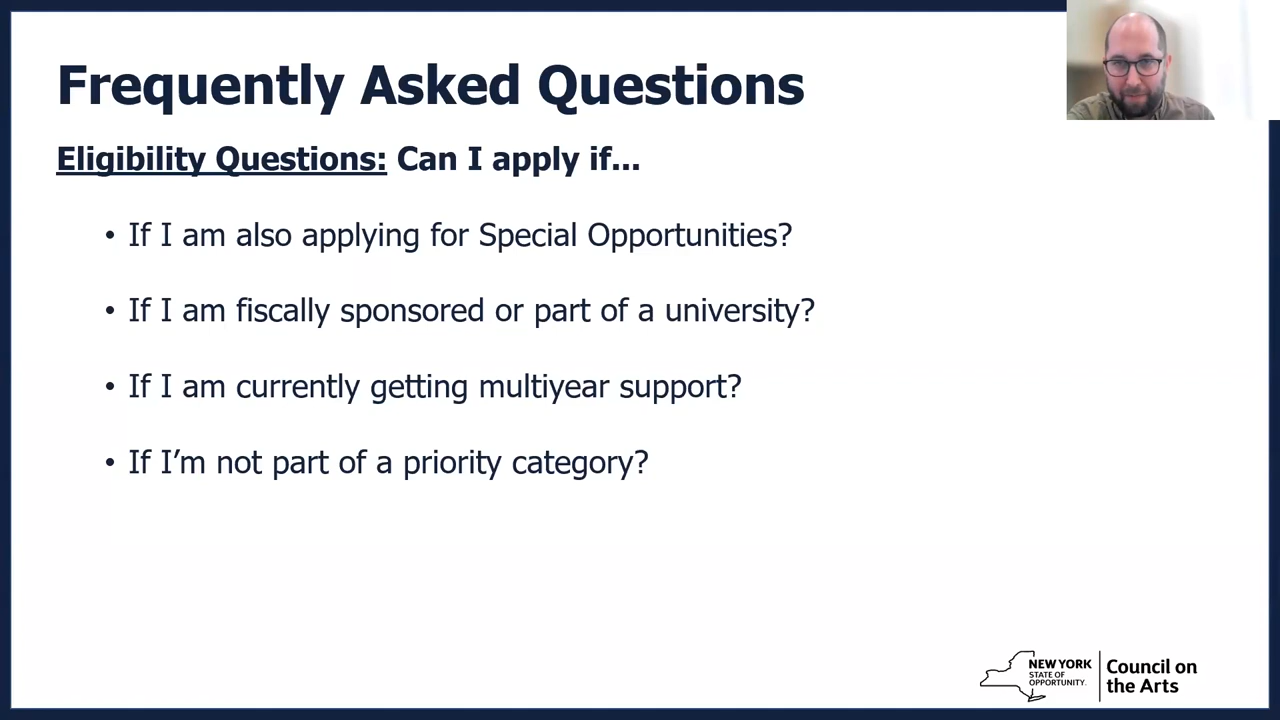 Frequently Asked Questions
Eligibility Questions: Can I apply if...
• If I am also applying for Special Opportunities?
• If I am fiscally sponsored or part of a university?
• If I am currently getting multiyear support?
• If I’m not part of a priority category?
NEW YORK
STATE OF
OPPORTUNITY.
Council on
the Arts